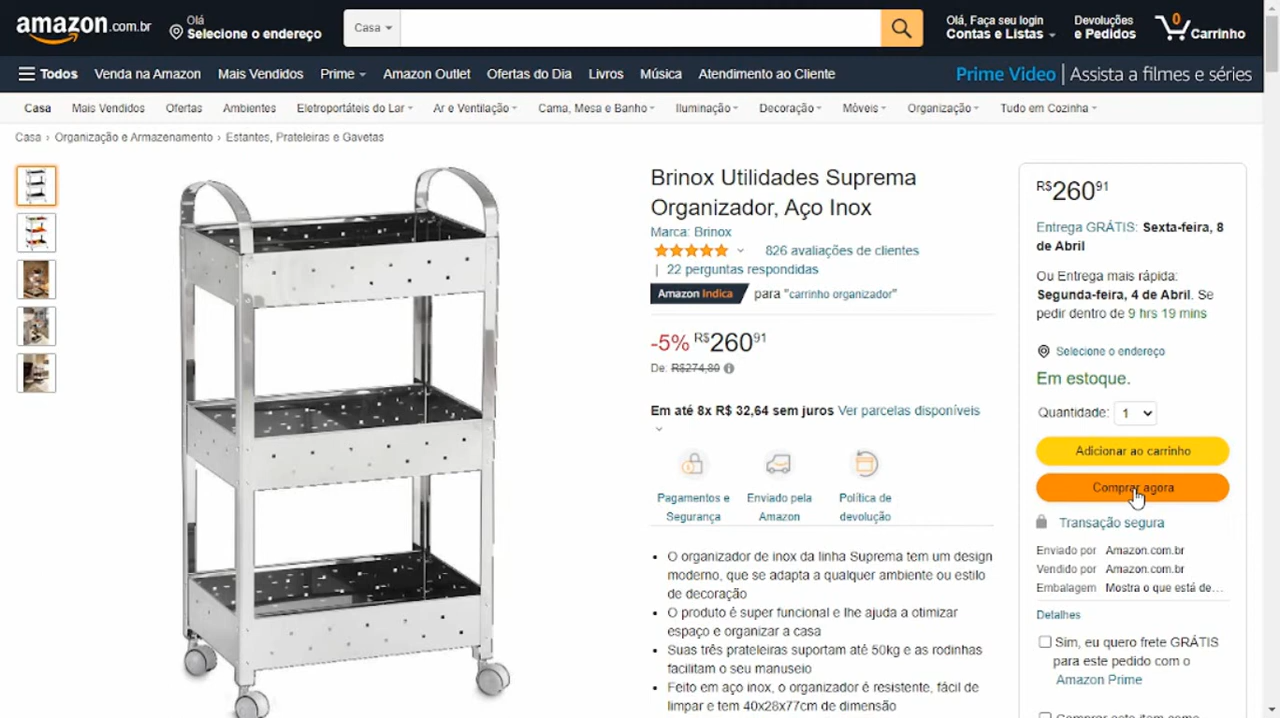 amazon.com.br
Olá
Selecione o endereço
Casa
Olá, Faça seu login
Contas e Listas
Devoluções
e Pedidos
0
Carrinho
Todos
Venda na Amazon
Mais Vendidos
Prime
Amazon Outlet
Ofertas do Dia
Livros
Música
Atendimento ao Cliente
Prime Video | Assista a filmes e séries
Casa
Mais Vendidos
Ofertas
Ambientes
Eletroportáteis do Lar
Ar e Ventilação
Cama, Mesa e Banho
Iluminação
Decoração
Móveis
Organização
Tudo em Cozinha
Casa › Organização e Armazenamento › Estantes, Prateleiras e Gavetas
Brinox Utilidades Suprema
Organizador, Aço Inox
Marca: Brinox
826 avaliações de clientes
| 22 perguntas respondidas
Amazon Indica para "carrinho organizador"
-5% R$26091
De: R$274,80
Em até 8x R$ 32,64 sem juros Ver parcelas disponíveis
Pagamentos e
Segurança
Enviado pela
Amazon
Política de
devolução
• O organizador de inox da linha Suprema tem um design
moderno, que se adapta a qualquer ambiente ou estilo
de decoração
• O produto é super funcional e lhe ajuda a otimizar
espaço e organizar a casa
• Suas três prateleiras suportam até 50kg e as rodinhas
facilitam o seu manuseio
• Feito em aço inox, o organizador é resistente, fácil de
limpar e tem 40x28x77cm de dimensão
R$26091
Entrega GRÁTIS: Sexta-feira, 8
de Abril
Ou Entrega mais rápida:
Segunda-feira, 4 de Abril. Se
pedir dentro de 9 hrs 19 mins
Selecione o endereço
Em estoque.
Quantidade: 1
Adicionar ao carrinho
Comprar agora
Transação segura
Enviado por Amazon.com.br
Vendido por Amazon.com.br
Embalagem Mostra o que está de...
Detalhes
Sim, eu quero frete GRÁTIS
para este pedido com o
Amazon Prime